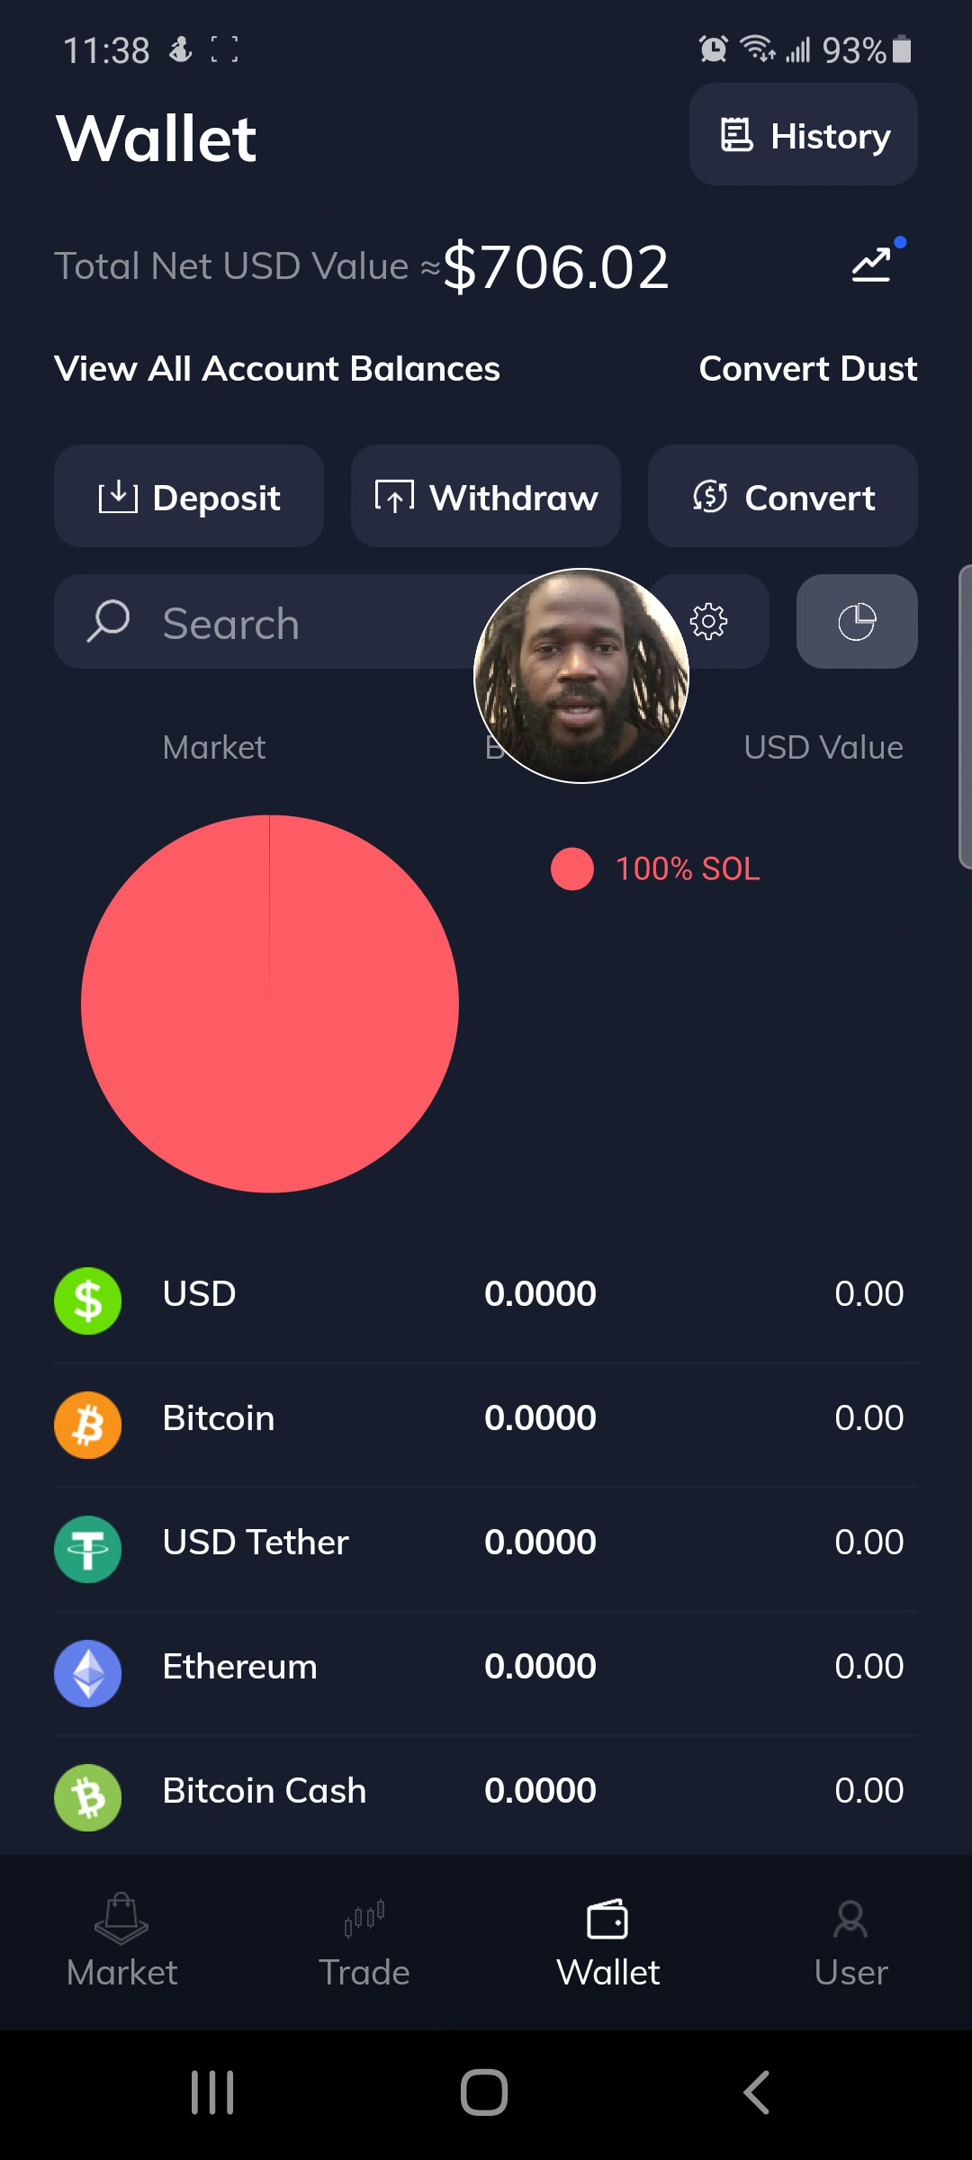 11:38
93%
Wallet
History
Total Net USD Value ≈$706.02
View All Account Balances
Convert Dust
Deposit
Withdraw
Convert
Search
Market
USD Value
100% SOL
USD 0.0000 0.00
Bitcoin 0.0000 0.00
USD Tether 0.0000 0.00
Ethereum 0.0000 0.00
Bitcoin Cash 0.0000 0.00
Market
Trade
Wallet
User